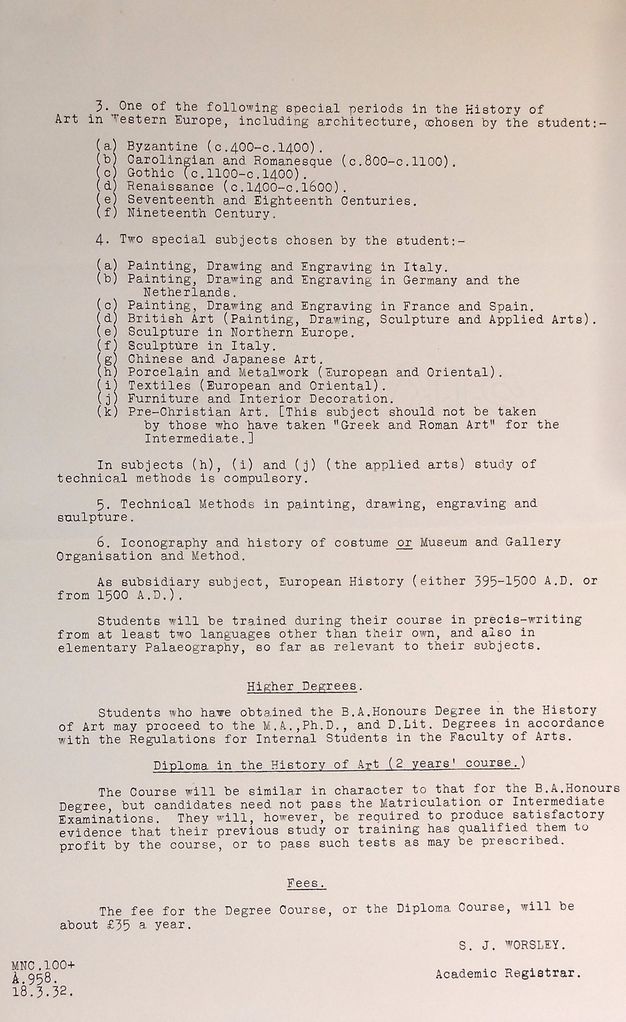 3. One of the following special periods in the History of
Art in Western Europe, including architecture, chosen by the student:-
(a) Byzantine (c.400-c.1400).
(b) Carolingian and Romanesque (c.800-c.1100).
(c) Gothic (c.1100-c.1400).
(d) Renaissance (c.1400-c.1600).
(e) Seventeenth and Eighteenth Centuries.
(f) Nineteenth Century.
4. Two special subjects chosen by the student:-
(a) Painting, Drawing and Engraving in Italy.
(b) Painting, Drawing and Engraving in Germany and the
Netherlands.
(c) Painting, Drawing and Engraving in France and Spain.
(d) British Art (Painting, Drawing, Sculpture and Applied Arts).
(e) Sculpture in Northern Europe.
(f) Sculpture in Italy.
(g) Chinese and Japanese Art.
(h) Porcelain and Metalwork (European and Oriental).
(i) Textiles (European and Oriental).
(j) Furniture and Interior Decoration.
(k) Pre-Christian Art. [This subject should not be taken
by those who have taken "Greek and Roman Art" for the
Intermediate.]
In subjects (h), (i) and (j) (the applied arts) study of
technical methods is compulsory.
5. Technical Methods in painting, drawing, engraving and
sculpture.
6. Iconography and history of costume or Museum and Gallery
Organisation and Method.
As subsidiary subject, European History (either 395-1500 A.D. or
from 1500 A.D.).
Students will be trained during their course in precis-writing
from at least two languages other than their own, and also in
elementary Palaeography, so far as relevant to their subjects.
Higher Degrees.
Students who have obtained the B.A.Honours Degree in the History
of Art may proceed to the M.A.,Ph.D., and D.Lit. Degrees in accordance
with the Regulations for Internal Students in the Faculty of Arts.
Diploma in the History of Art (2 years' course.)
The Course will be similar in character to that for the B.A.Honours
Degree, but candidates need not pass the Matriculation or Intermediate
Examinations. They will, however, be required to produce satisfactory
evidence that their previous study or training has qualified them to
profit by the course, or to pass such tests as may be prescribed.
Fees.
The fee for the Degree Course, or the Diploma Course, will be
about £35 a year.
S. J. WORSLEY.
Academic Registrar.
MNC.100+
A.958.
18.3.32.